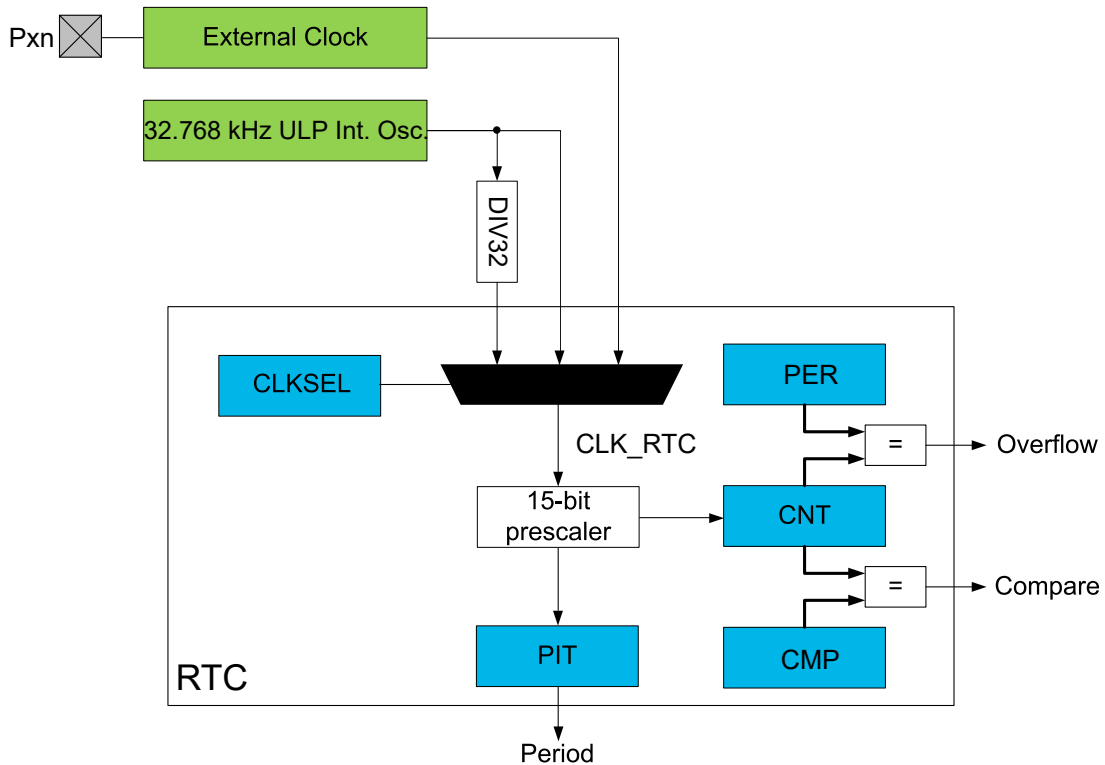 Pxn
External Clock
32.768 kHz ULP Int. Osc.
DIV32
CLKSEL
PER
=
Overflow
CLK_RTC
15-bit
prescaler
CNT
=
Compare
PIT
CMP
RTC
Period